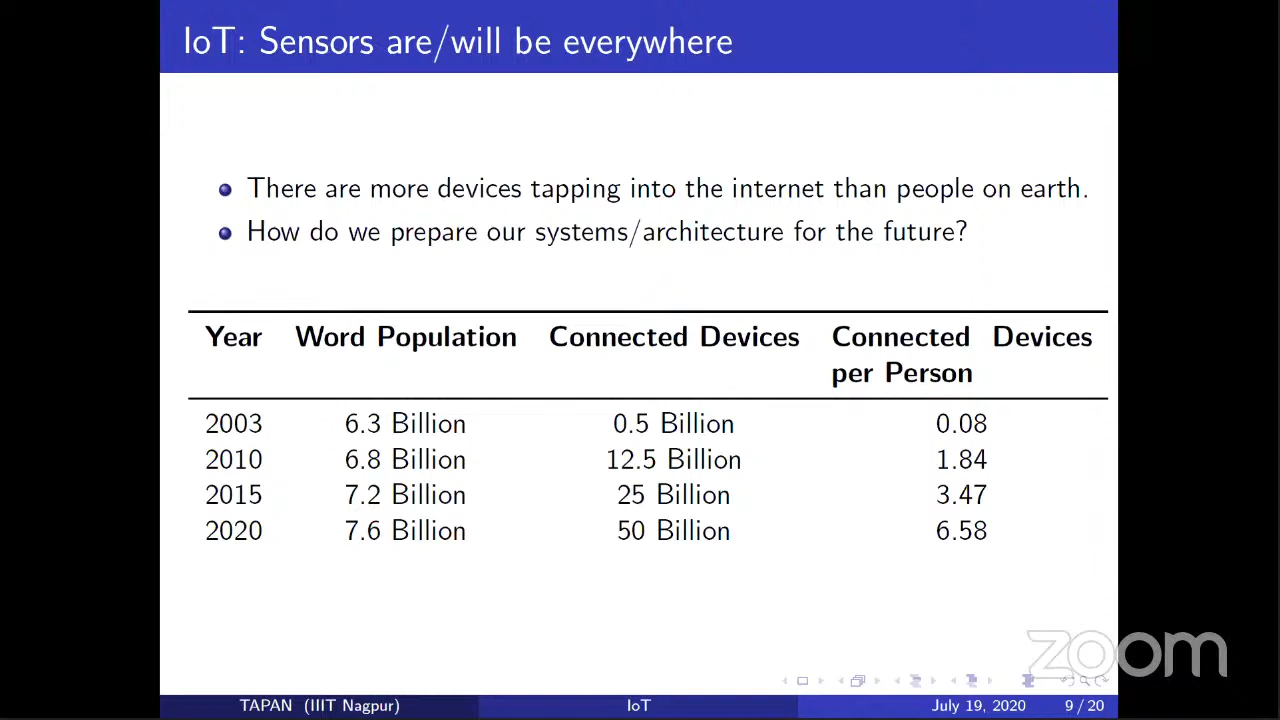 IoT: Sensors are/will be everywhere
There are more devices tapping into the internet than people on earth.
How do we prepare our systems/architecture for the future?
Year Word Population Connected Devices Connected Devices
per Person
2003 6.3 Billion 0.5 Billion 0.08
2010 6.8 Billion 12.5 Billion 1.84
2015 7.2 Billion 25 Billion 3.47
2020 7.6 Billion 50 Billion 6.58
zoom
TAPAN (IIIT Nagpur) IoT July 19, 2020 9 / 20